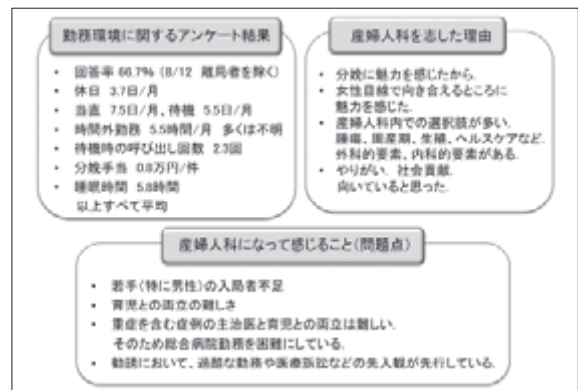 勤務環境に関するアンケート結果
• 回答率 66.7% (8/12 離局者を除く)
• 休日 3.7日/月
• 当直 7.5日/月、待機 5.5日/月
• 時間外勤務 5.5時間/月 多くは不明
• 待機時の呼び出し回数 2.3回
• 分娩手当 0.8万円/件
• 睡眠時間 5.8時間
以上すべて平均
産婦人科を志した理由
• 分娩に魅力を感じたから.
• 女性目線で向き合えるところに
魅力を感じた.
• 産婦人科内での選択肢が多い.
腫瘍、周産期、生殖、ヘルスケアなど.
外科的要素、内科的要素がある.
• やりがい. 社会貢献.
向いていると思った.
産婦人科になって感じること(問題点)
• 若手(特に男性)の入局者不足
• 育児との両立の難しさ
• 重症を含む症例の主治医と育児との両立は難しい.
そのため総合病院勤務を困難にしている.
• 勧誘において、過酷な勤務や医療訴訟などの先入観が先行している.